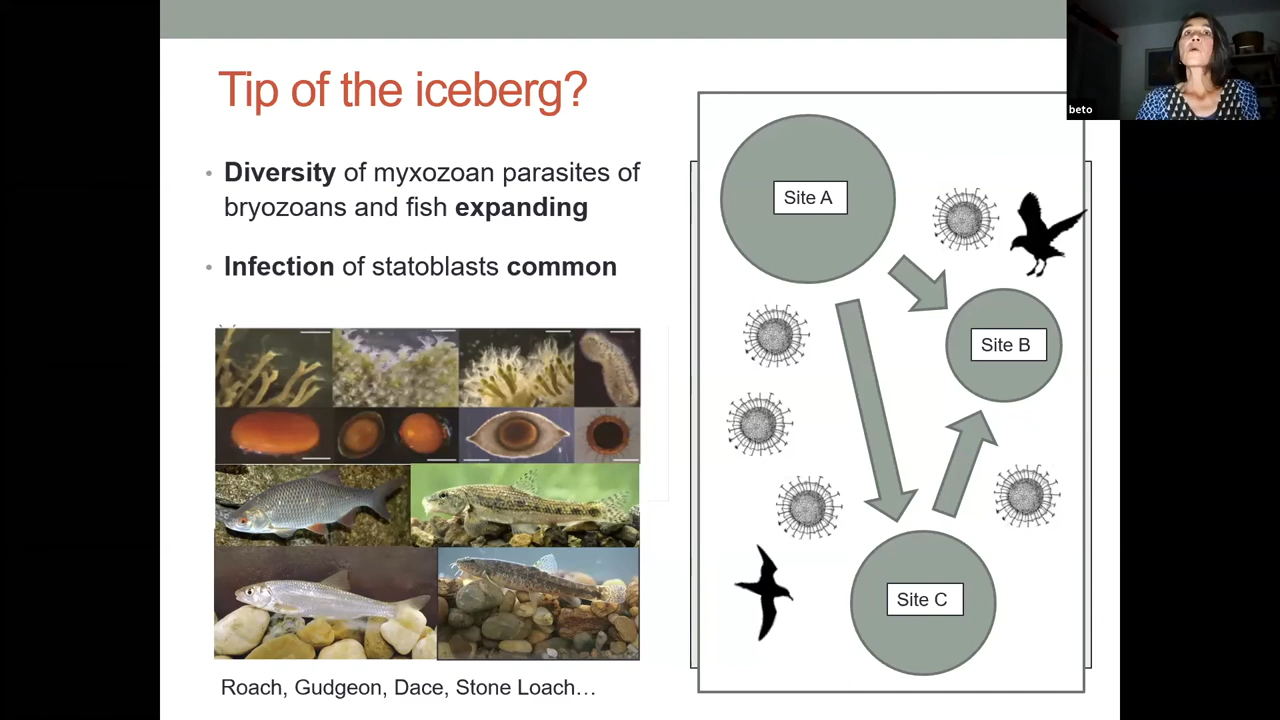 Tip of the iceberg?
• Diversity of myxozoan parasites of
bryozoans and fish expanding
• Infection of statoblasts common
Roach, Gudgeon, Dace, Stone Loach…
Site A
Site B
Site C
beto